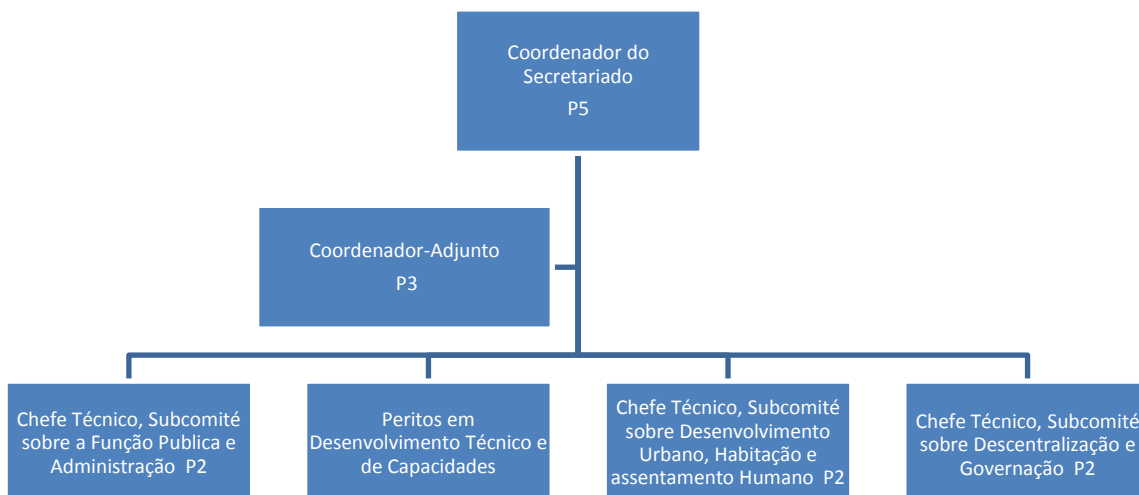 Coordenador do
Secretariado
P5
Coordenador-Adjunto
P3
Chefe Técnico, Subcomité
sobre a Função Publica e
Administração P2
Peritos em
Desenvolvimento Técnico e
de Capacidades
Chefe Técnico, Subcomité
sobre Desenvolvimento
Urbano, Habitação e
assentamento Humano P2
Chefe Técnico, Subcomité
sobre Descentralização e
Governação P2